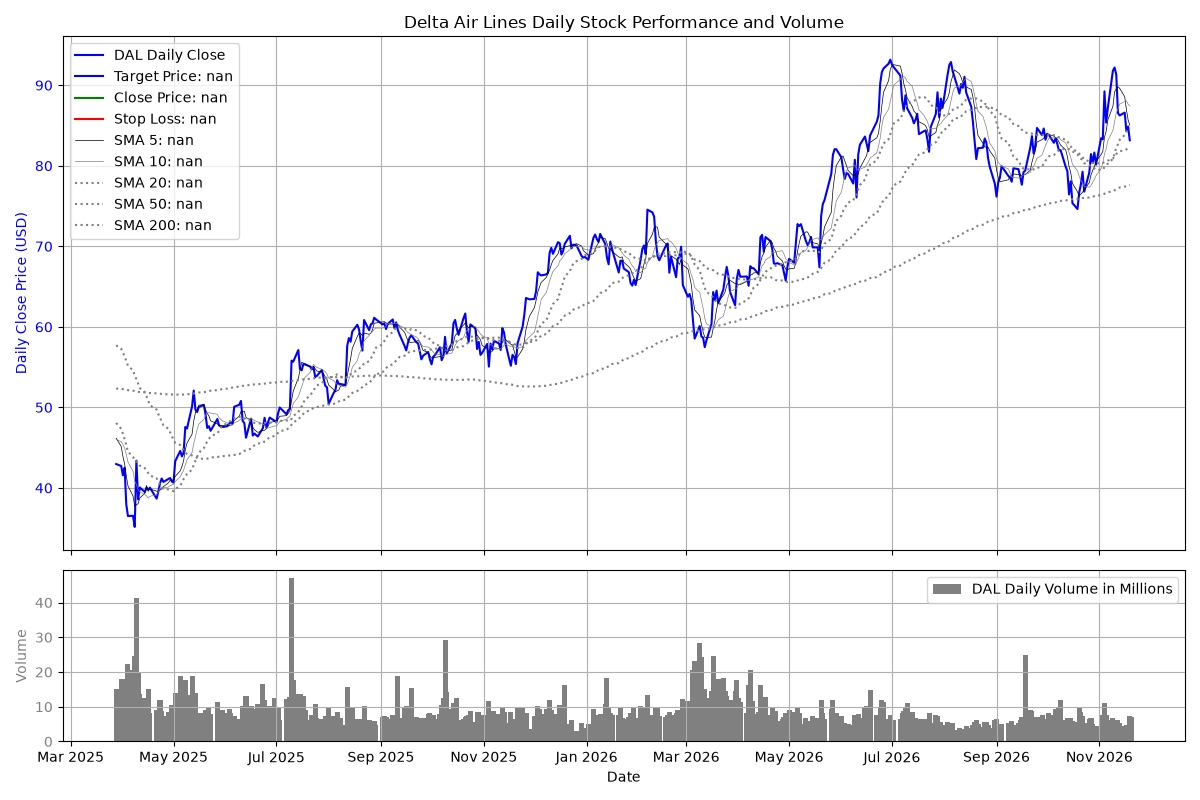 Delta Air Lines Daily Stock Performance and Volume
DAL Daily Close
Target Price: nan
Close Price: nan
Stop Loss: nan
SMA 5: nan
SMA 10: nan
SMA 20: nan
SMA 50: nan
SMA 200: nan
Daily Close Price (USD)
90
80
70
60
50
40
DAL Daily Volume in Millions
Volume
40
30
20
10
0
Mar 2025 May 2025 Jul 2025 Sep 2025 Nov 2025 Jan 2026 Mar 2026 May 2026 Jul 2026 Sep 2026 Nov 2026
Date